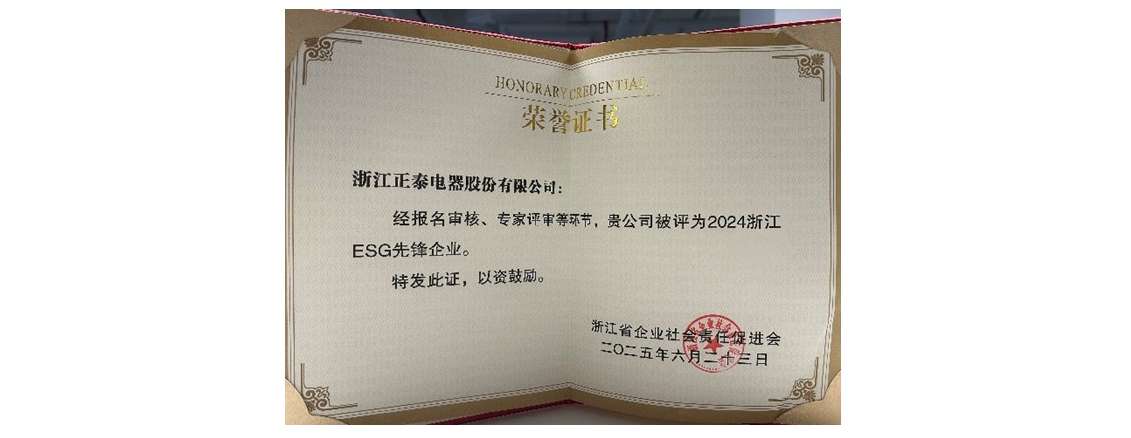 HONORARY CREDENTIAL
荣誉证书
浙江正泰电器股份有限公司：
经报名审核、专家评审等环节，贵公司被评为2024浙江
ESG先锋企业。
特发此证，以资鼓励。
浙江省企业社会责任促进会
二〇二五年六月二十三日